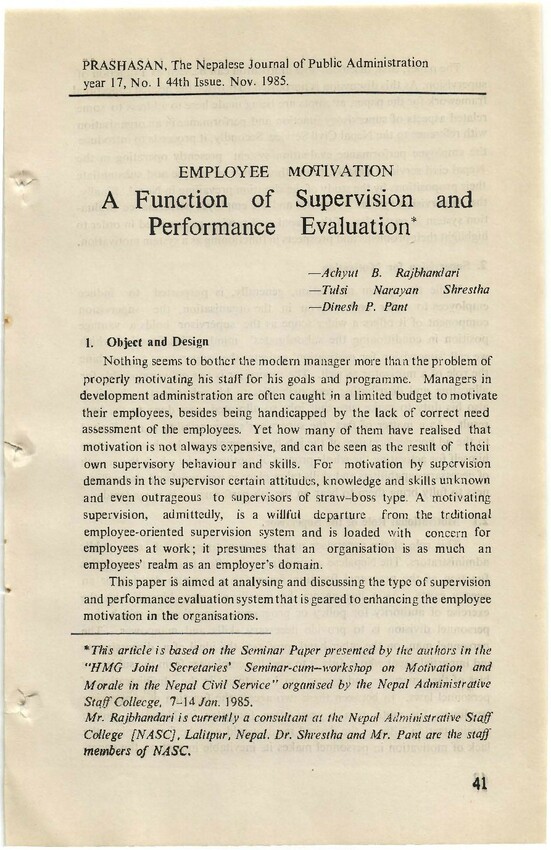 PRASHASAN, The Nepalese Journal of Public Administration
year 17, No. 1 44th Issue. Nov. 1985.
EMPLOYEE MOTIVATION
A Function of Supervision and
Performance Evaluation*
—Achyut B. Rajbhandari
—Tulsi Narayan Shrestha
—Dinesh P. Pant
1. Object and Design
Nothing seems to bother the modern manager more than the problem of
properly motivating his staff for his goals and programme. Managers in
development administration are often caught in a limited budget to motivate
their employees, besides being handicapped by the lack of correct need
assessment of the employees. Yet how many of them have realised that
motivation is not always expensive, and can be seen as the result of their
own supervisory behaviour and skills. For motivation by supervision
demands in the supervisor certain attitudes, knowledge and skills unknown
and even outrageous to supervisors of straw-boss type. A motivating
supervision, admittedly, is a willful departure from the trditional
employee-oriented supervision system and is loaded with concern for
employees at work; it presumes that an organisation is as much an
employees' realm as an employer's domain.
This paper is aimed at analysing and discussing the type of supervision
and performance evaluation system that is geared to enhancing the employee
motivation in the organisations.
*This article is based on the Seminar Paper presented by the authors in the
"HMG Joint Secretaries' Seminar-cum-workshop on Motivation and
Morale in the Nepal Civil Service" organised by the Nepal Administrative
Staff Collecge, 7-14 Jan. 1985.
Mr. Rajbhandari is currently a consultant at the Nepal Administrative Staff
College [NASC], Lalitpur, Nepal. Dr. Shrestha and Mr. Pant are the staff
members of NASC.
41